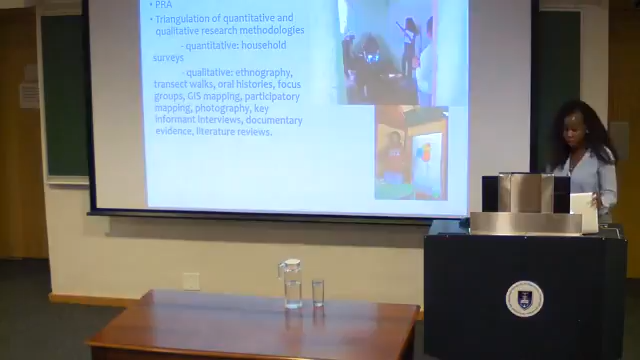 • PRA
• Triangulation of quantitative and
qualitative research methodologies
- quantitative: household
surveys
- qualitative: ethnography,
transect walks, oral histories, focus
groups, GIS mapping, participatory
mapping, photography, key
informant interviews, documentary
evidence, literature reviews.